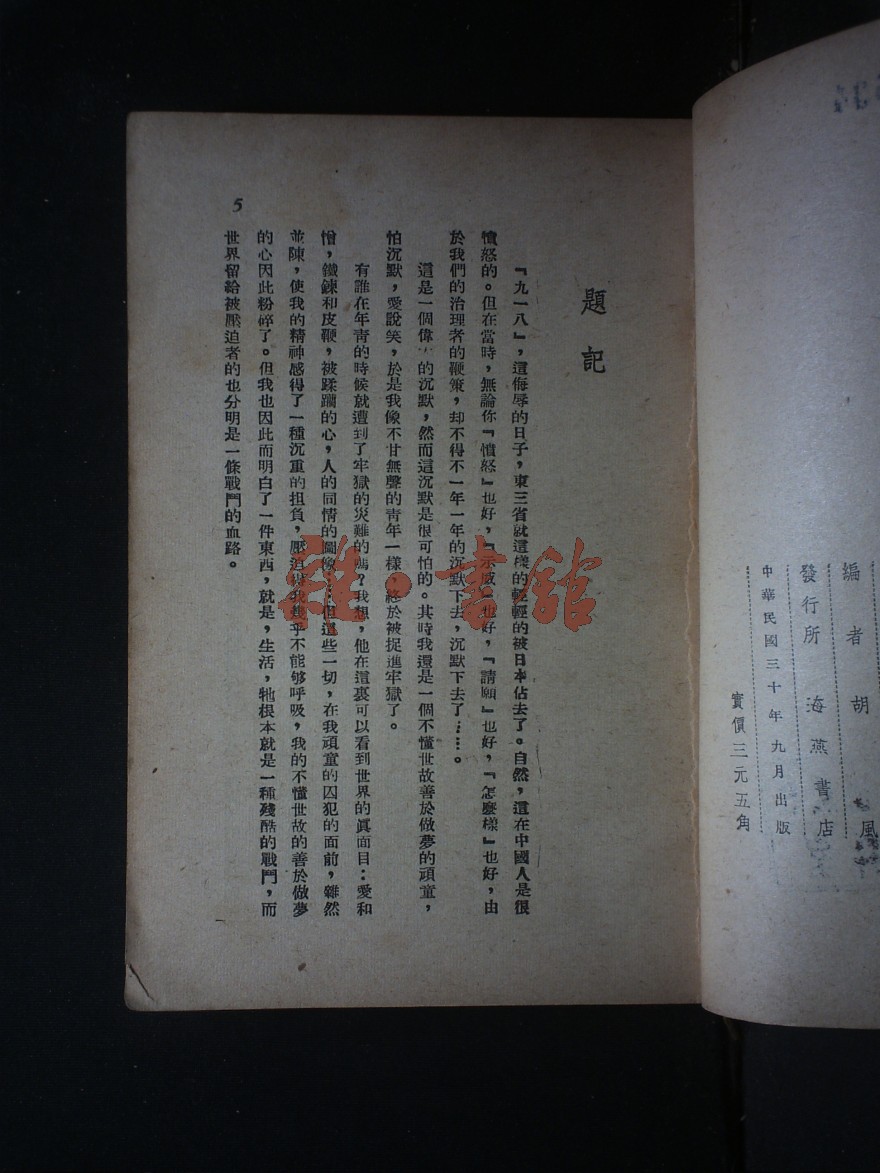 編者 胡風
發行所 海燕書店
中華民國三十年九月出版
實價三元五角
題記
『九一八』，這侮辱的日子，東三省就這樣的輕輕的被日本佔去了。自然，這在中國人是很
憤怒的。但在當時，無論你『憤怒』也好，『示威』也好，『請願』也好，『怎麼樣』也好，由
於我們的治理者的鞭策，却不得不一年一年的沉默下去，沉默下去了……。
這是一個偉 的沉默，然而這沉默是很可怕的。其時我還是一個不懂世故善於做夢的頑童，
怕沉默，愛說笑，於是我像不甘無聲的青年一樣，終於被捉進牢獄了。
有誰在年青的時候就遭到了牢獄的災難的嗎？我想，他在這裏可以看到世界的眞面目：愛和
憎，鐵鍊和皮鞭，被蹂躪的心，人的同情的圖像……但這些一切，在我頑童的囚犯的面前，雜然
並陳，使我的精神感得了一種沉重的担負，壓迫得我幾乎不能够呼吸，我的不懂世故的善於做夢
的心因此粉碎了。但我也因此而明白了一件東西，就是，生活，牠根本就是一種殘酷的戰鬥，而
世界留給被壓迫者的也分明是一條戰鬥的血路。
5
雜·書館